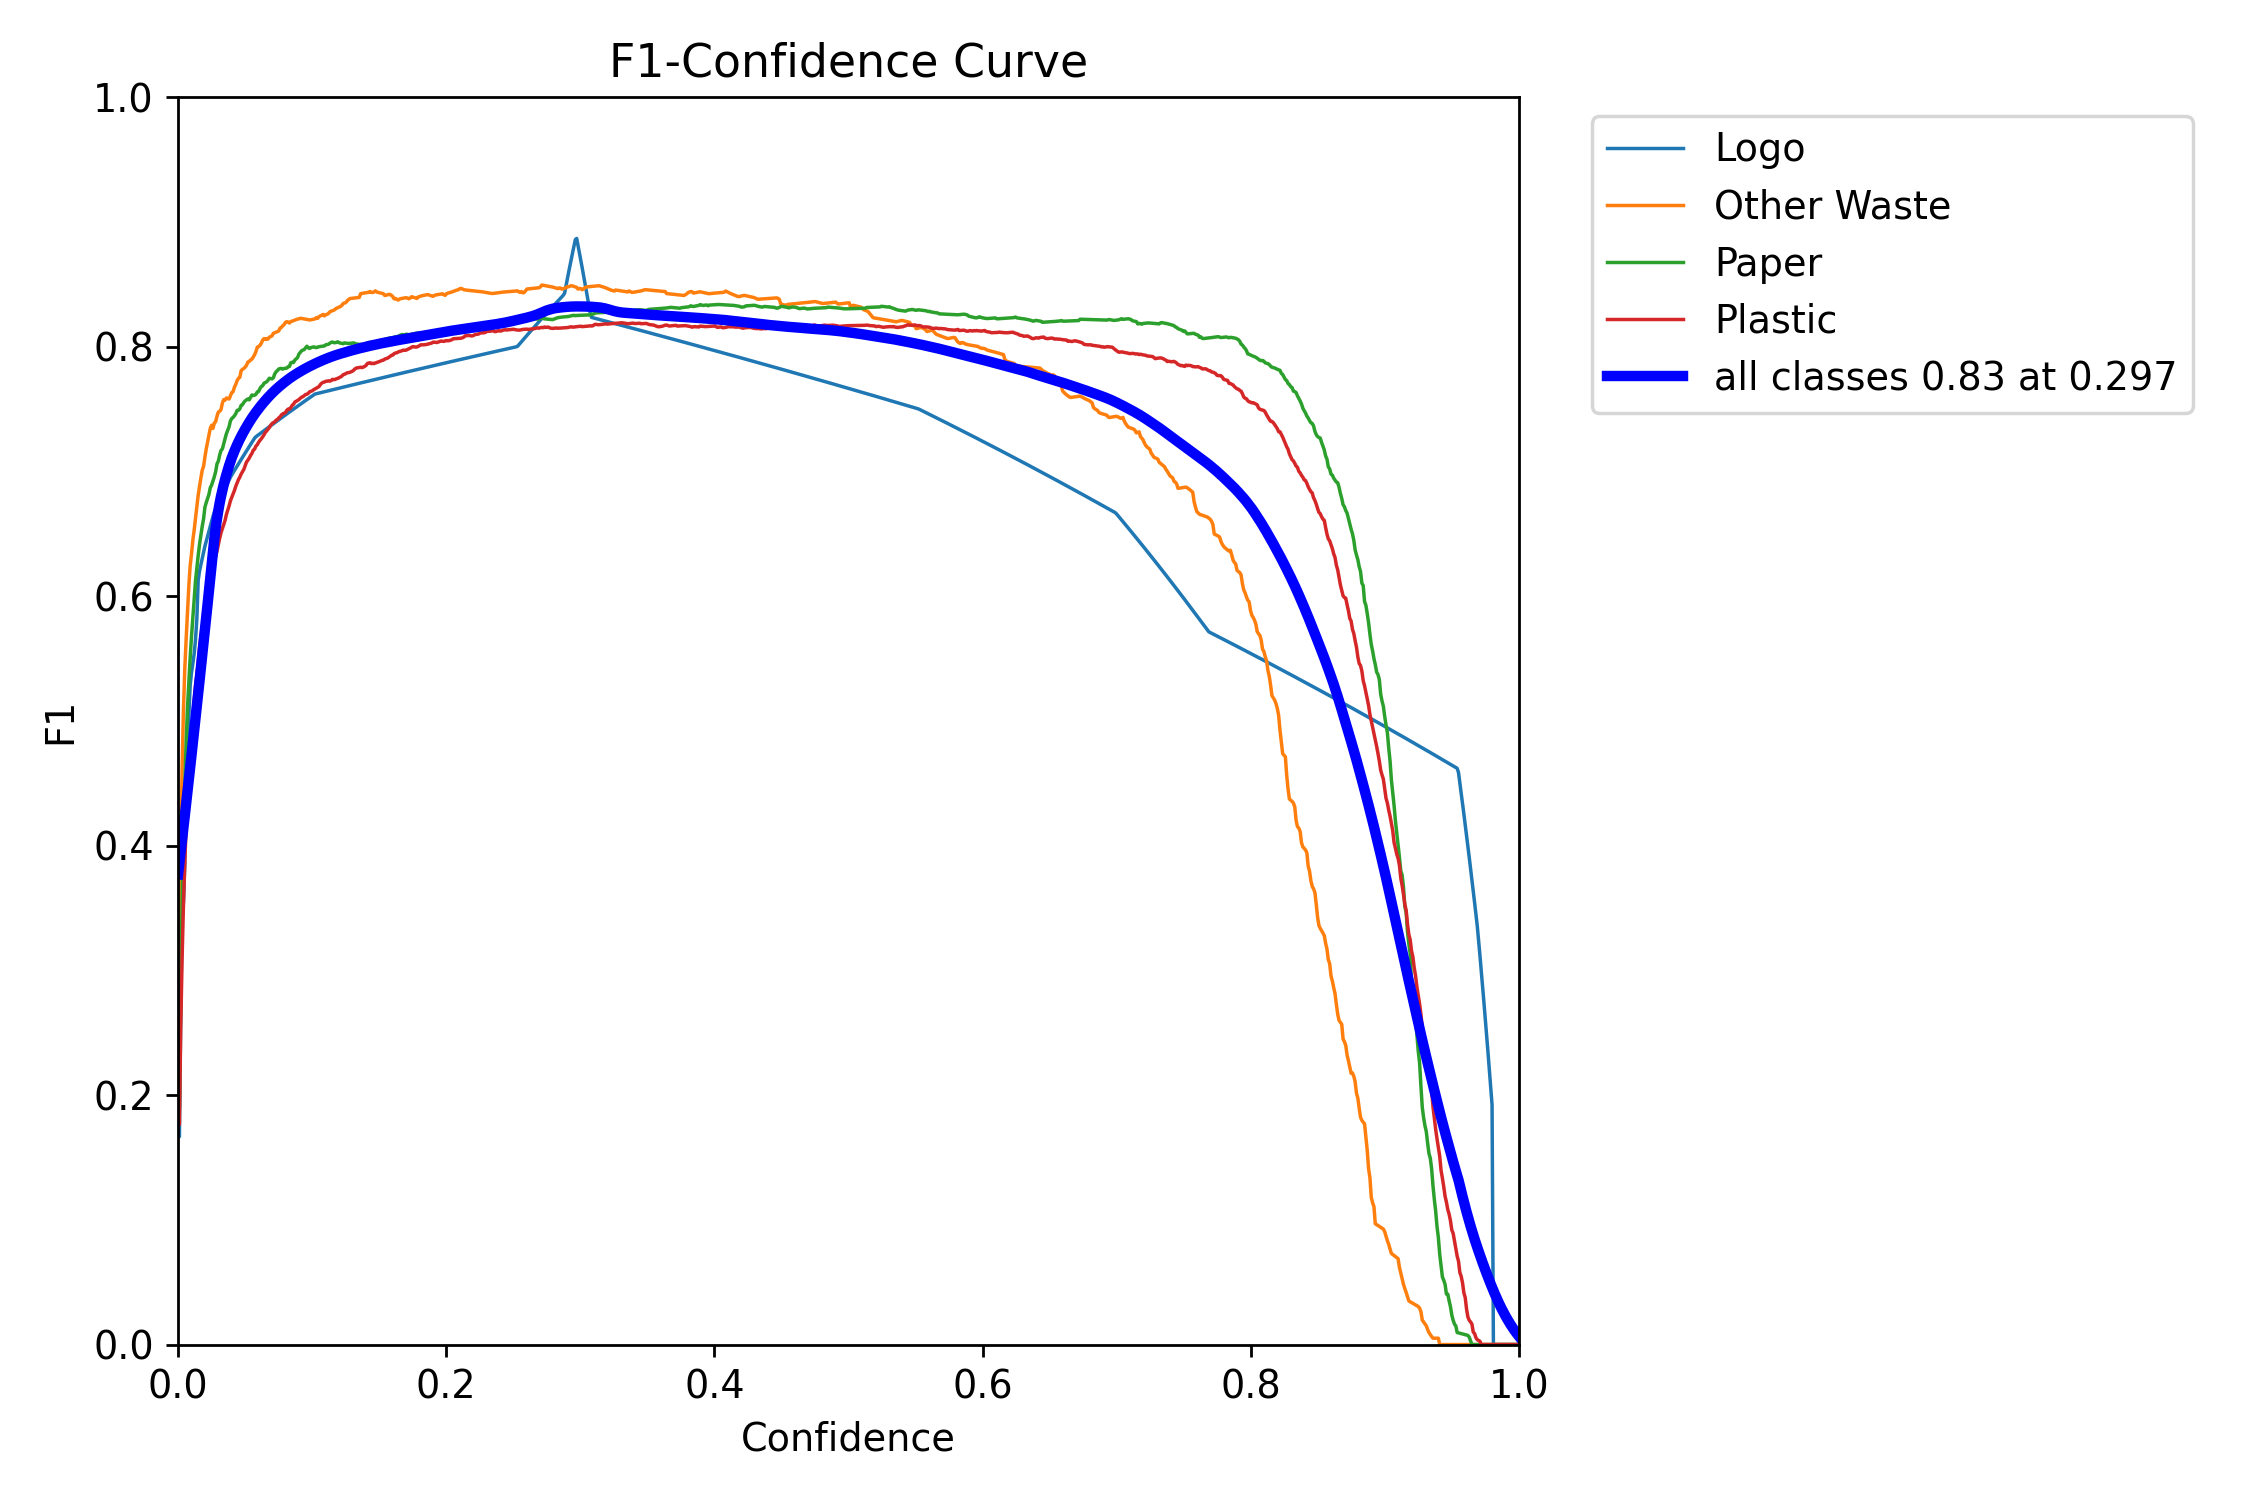 F1-Confidence Curve
1.0
0.8
0.6
0.4
0.2
0.0
F1
0.0 0.2 0.4 0.6 0.8 1.0
Confidence
Logo
Other Waste
Paper
Plastic
all classes 0.83 at 0.297